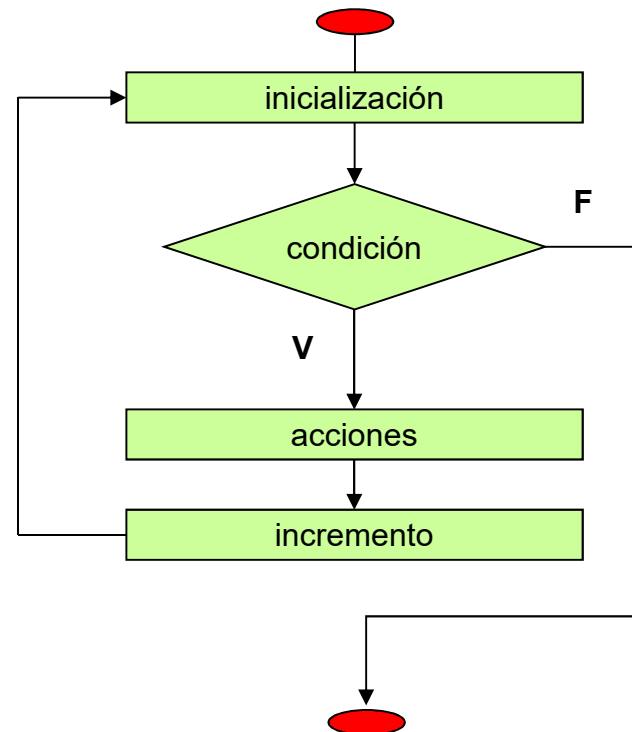 inicialización
condición
F
V
acciones
incremento